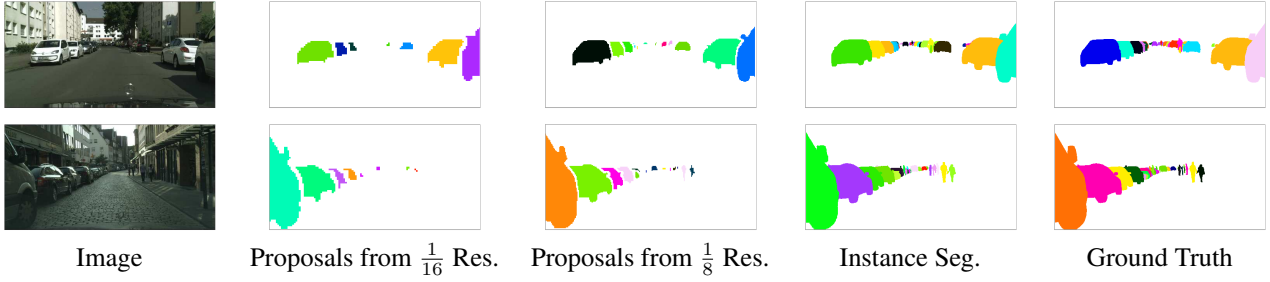 Image Proposals from 1/16 Res. Proposals from 1/8 Res. Instance Seg. Ground Truth